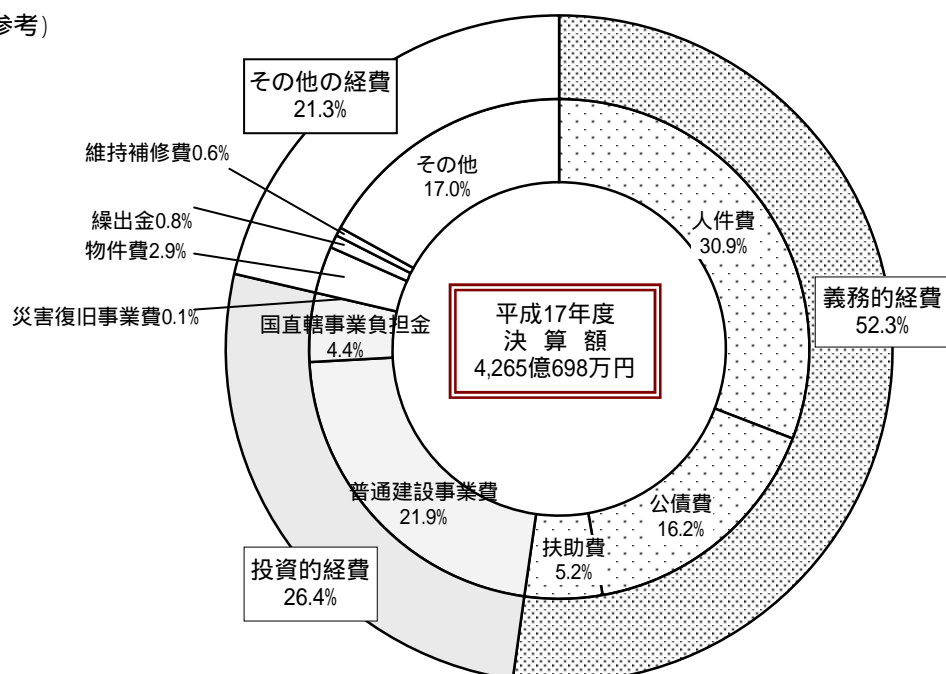 参考)
その他の経費
21.3%
維持補修費0.6%
その他
17.0%
繰出金0.8%
物件費2.9%
人件費
30.9%
義務的経費
52.3%
災害復旧事業費0.1%
国直轄事業負担金
4.4%
平成17年度
決 算 額
4,265億698万円
普通建設事業費
21.9%
公債費
16.2%
扶助費
5.2%
投資的経費
26.4%